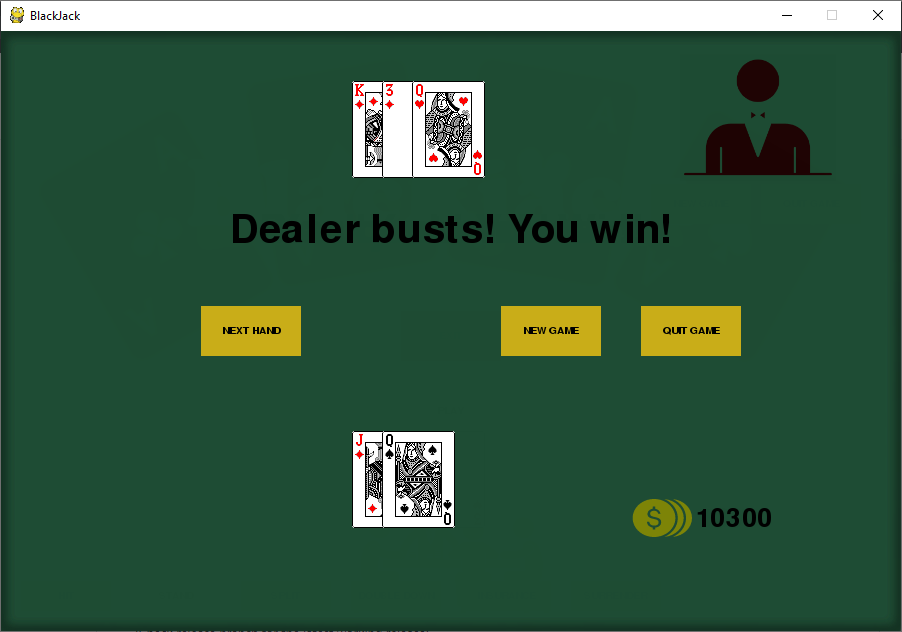 BlackJack
K 3 Q
Q
Dealer busts! You win!
NEXT HAND NEW GAME QUIT GAME
J Q
Q
$ 10300